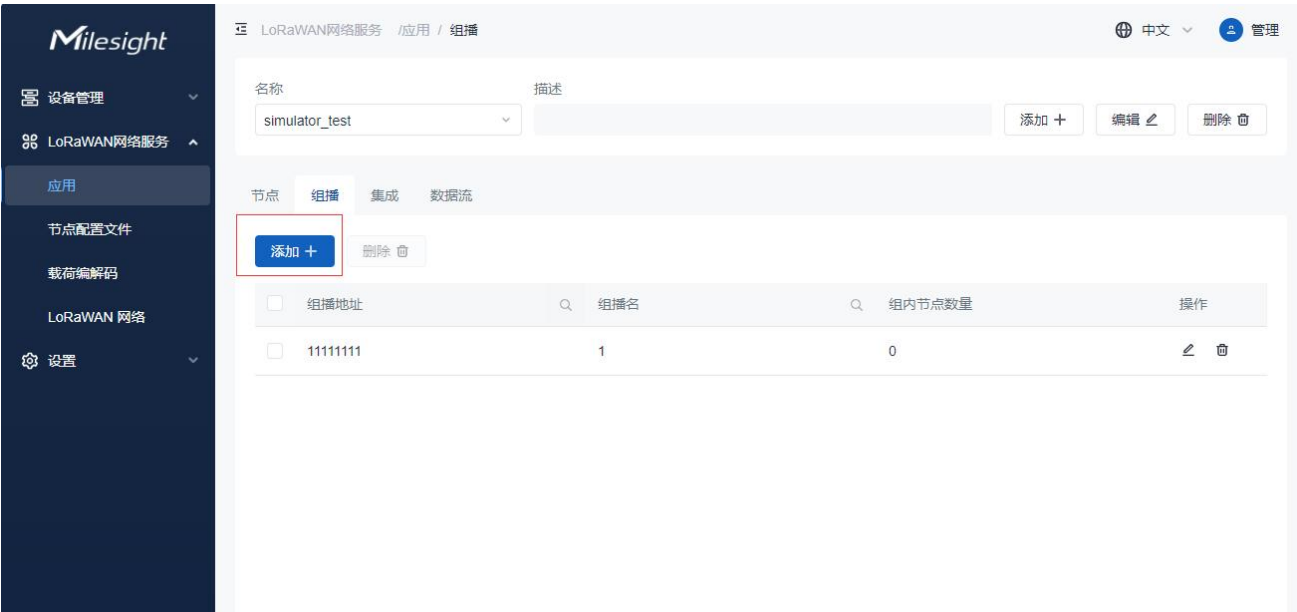 Milesight
LoRaWAN网络服务 /应用 / 组播
中文
管理
设备管理
LoRaWAN网络服务
应用
节点配置文件
载荷编解码
LoRaWAN 网络
设置
名称
描述
simulator_test
添加 +
编辑
删除
节点 组播 集成 数据流
添加 +
删除
组播地址 组播名 组内节点数量 操作
11111111 1 0